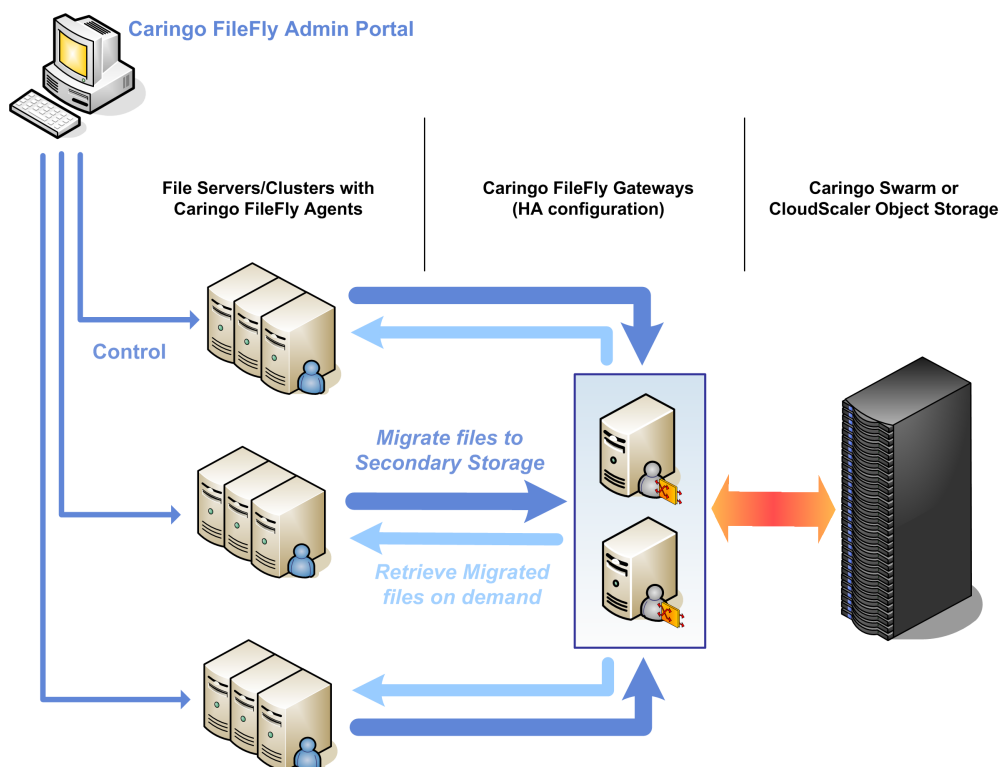 Caringo FileFly Admin Portal
File Servers/Clusters with
Caringo FileFly Agents
Caringo FileFly Gateways
(HA configuration)
Caringo Swarm or
CloudScaler Object Storage
Control
Migrate files to
Secondary Storage
Retrieve Migrated
files on demand